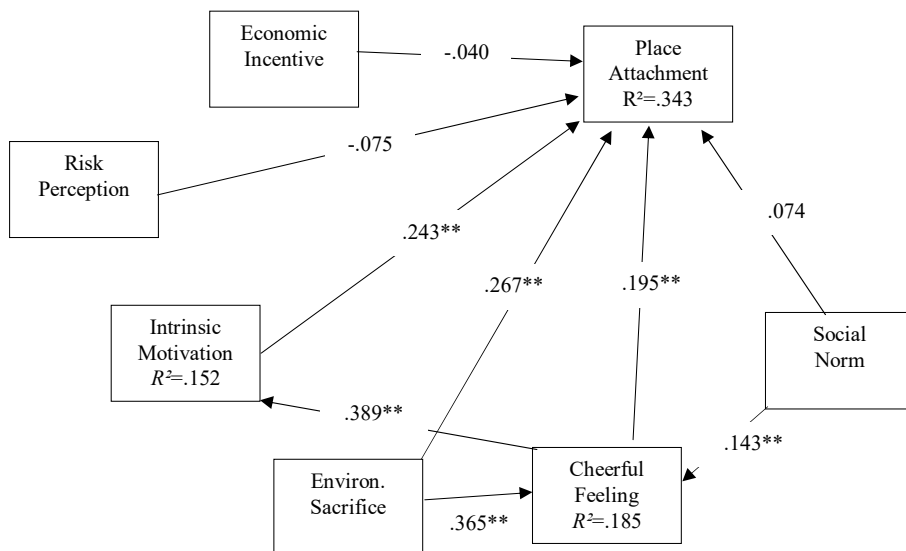 Economic
Incentive
-.040
Place
Attachment
R²=.343
Risk
Perception
-.075
.243**
.267**
.195**
.074
Intrinsic
Motivation
R²=.152
Social
Norm
.389**
.143**
Environ.
Sacrifice
.365**
Cheerful
Feeling
R²=.185